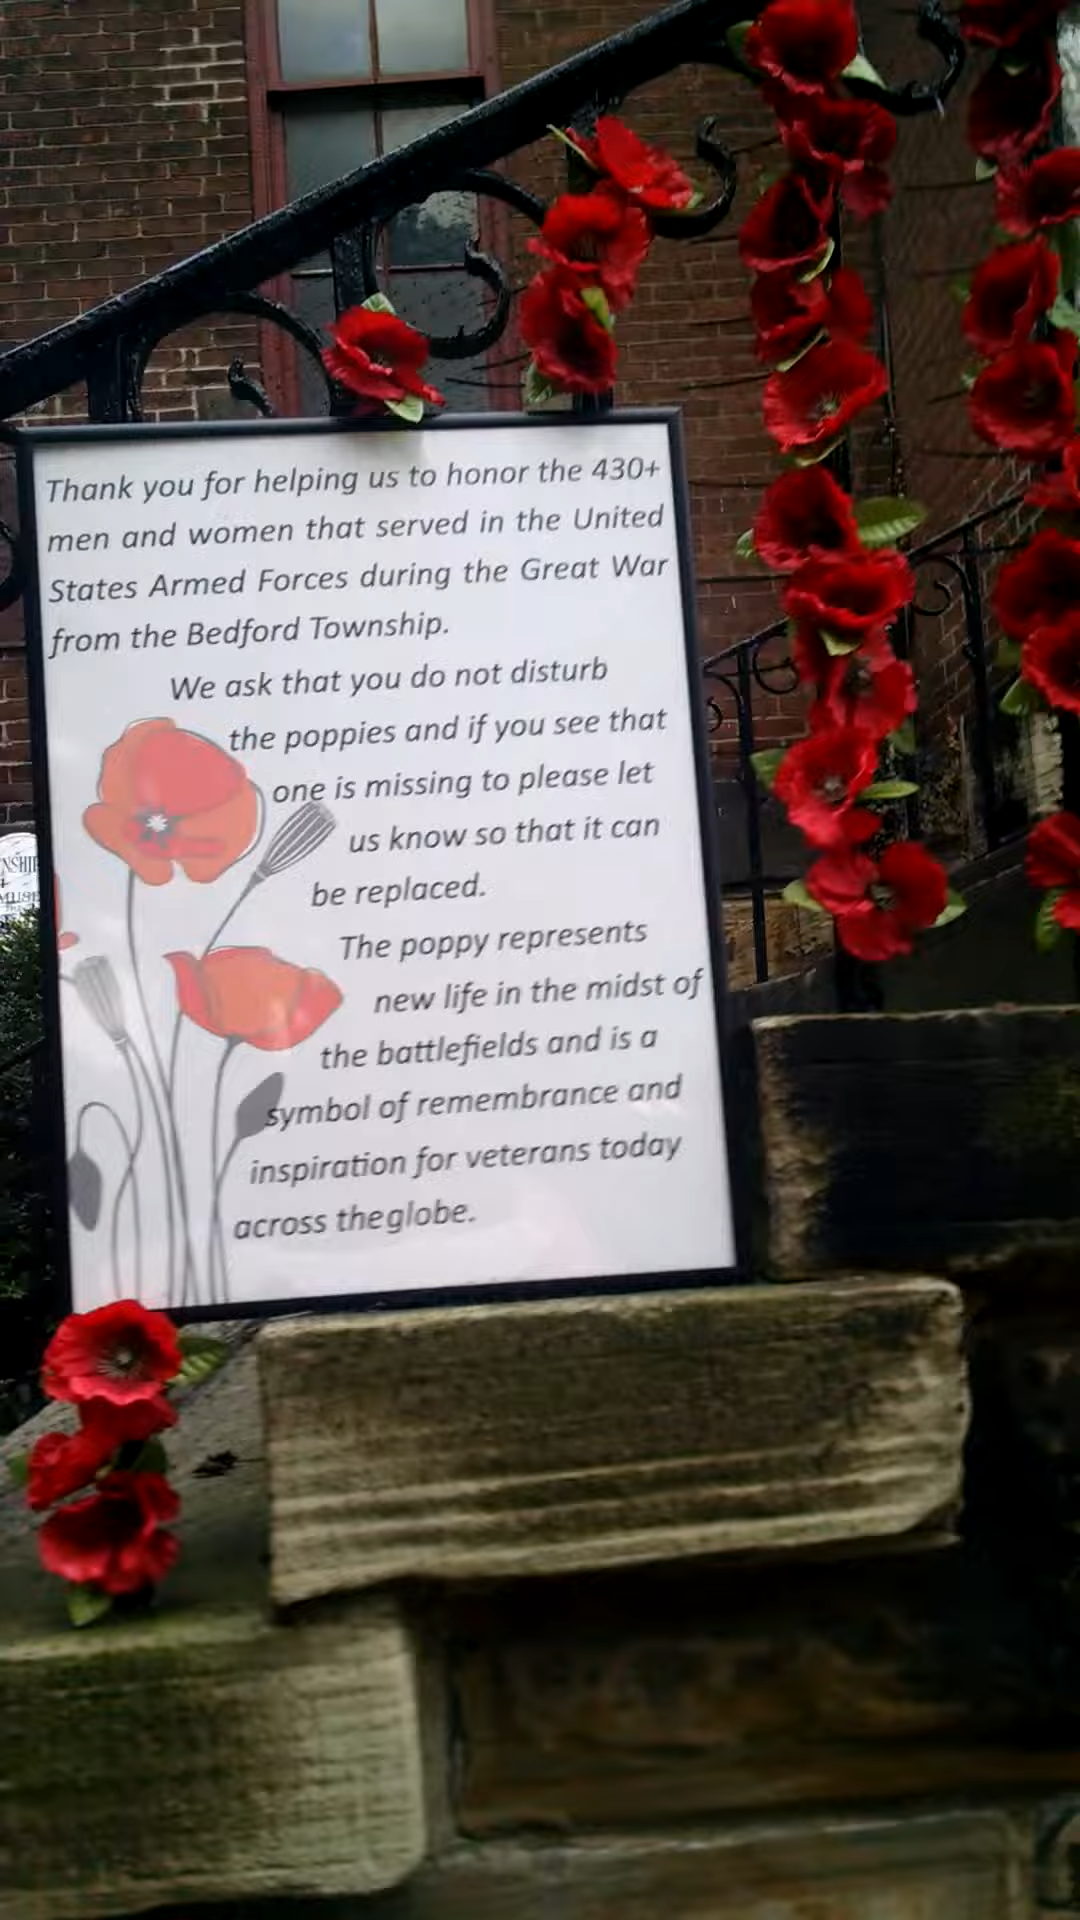 Thank you for helping us to honor the 430+
men and women that served in the United
States Armed Forces during the Great War
from the Bedford Township.
We ask that you do not disturb
the poppies and if you see that
one is missing to please let
us know so that it can
be replaced.
The poppy represents
new life in the midst of
the battlefields and is a
symbol of remembrance and
inspiration for veterans today
across theglobe.